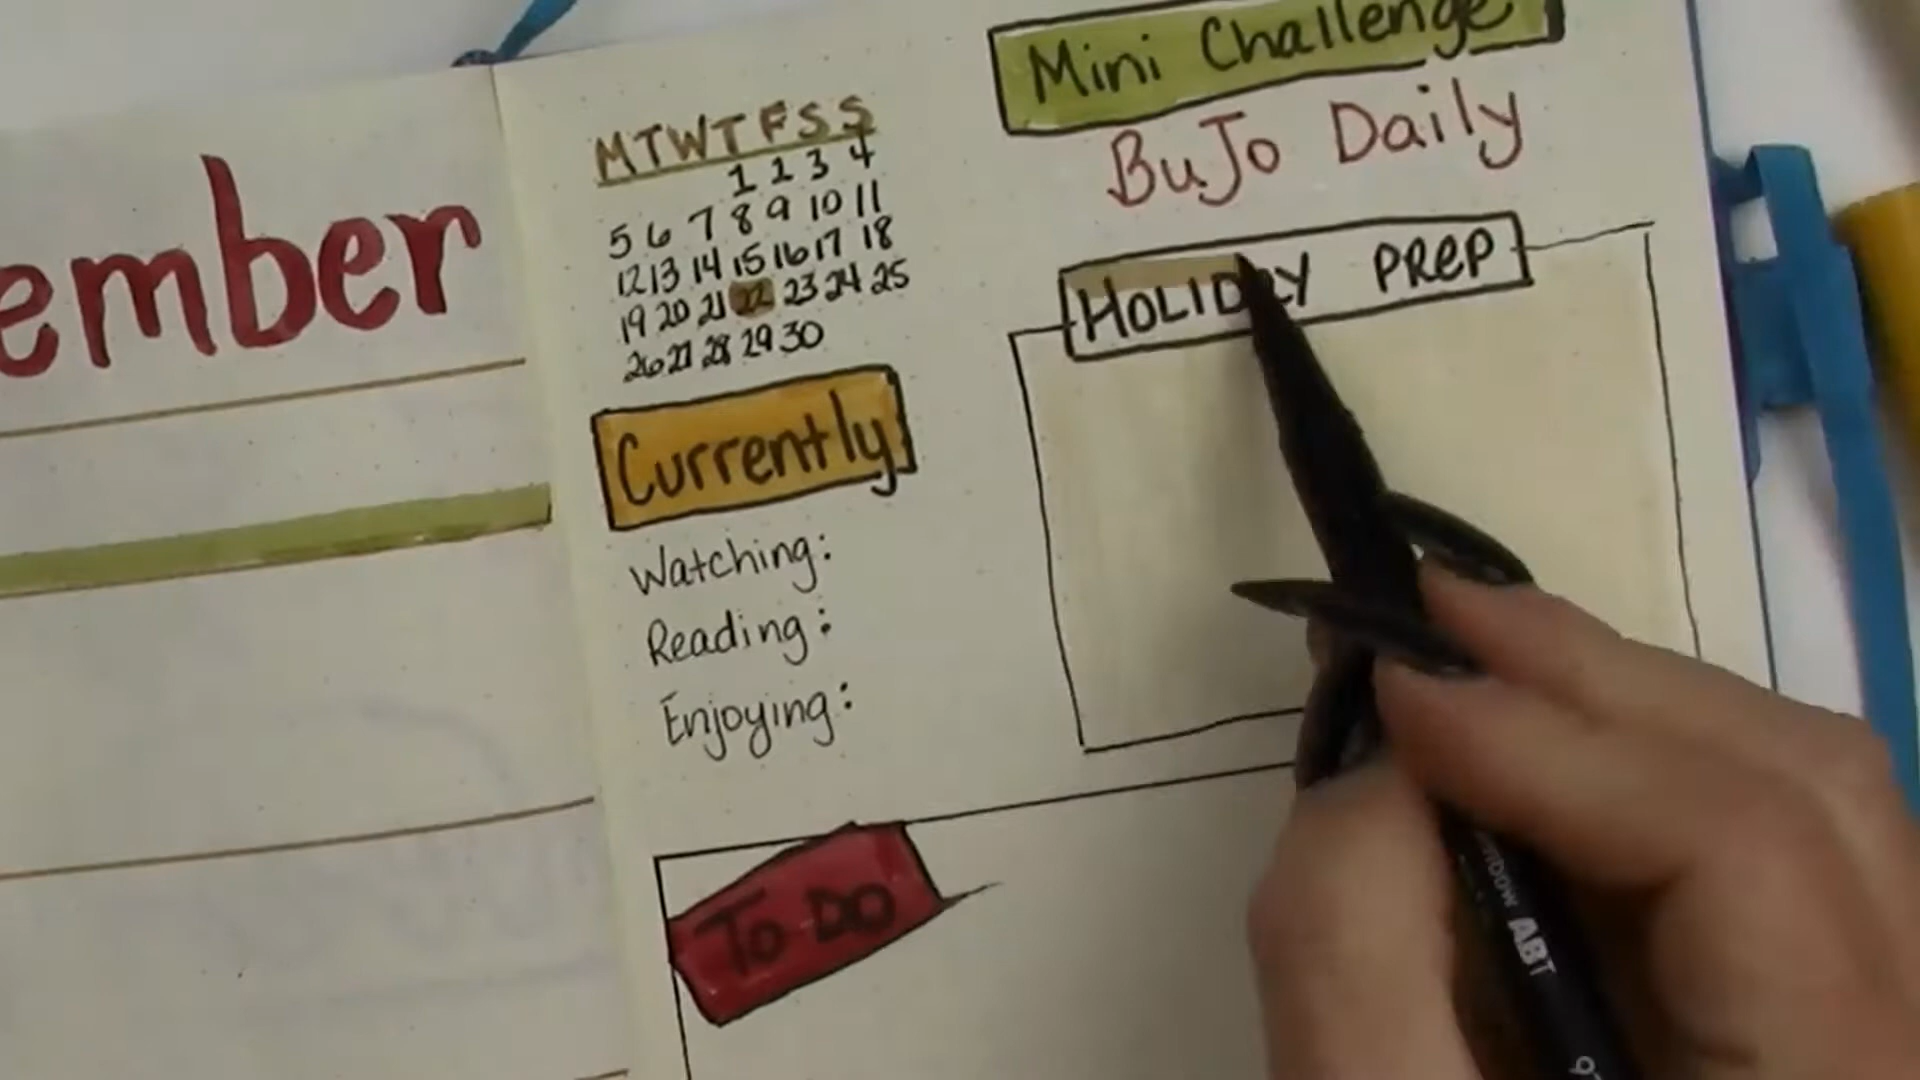 ember
MTWTFSS
1 2 3 4
5 6 7 8 9 10 11
12 13 14 15 16 17 18
19 20 21 22 23 24 25
26 27 28 29 30
Currently
Watching:
Reading:
Enjoying:
Mini Challenge
BuJo Daily
HOLIDAY PREP
To DO
ABT